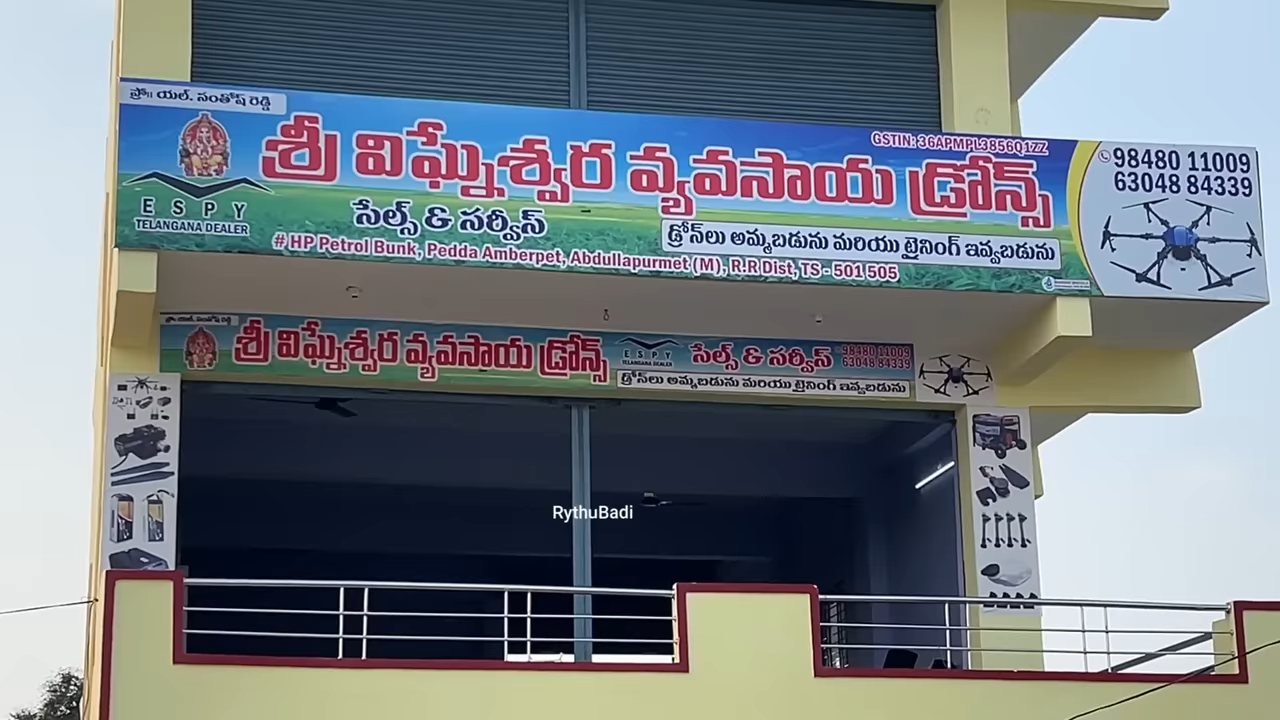 ప్రో॥ యల్. సంతోష్ రెడ్డి
GSTIN: 36APMPL3856Q1ZZ
శ్రీ విఘ్నేశ్వర వ్యవసాయ డ్రోన్స్
98480 11009
63048 84339
ESPY
TELANGANA DEALER
సేల్స్ & సర్వీస్
డ్రోన్‌లు అమ్మబడును మరియు ట్రైనింగ్ ఇవ్వబడును
# HP Petrol Bunk, Pedda Amberpet, Abdullapurmet (M), R.R Dist, TS - 501 505
ప్రో॥ యల్. సంతోష్ రెడ్డి
శ్రీ విఘ్నేశ్వర వ్యవసాయ డ్రోన్స్
ESPY
TELANGANA DEALER
సేల్స్ & సర్వీస్
98480 11009
63048 84339
డ్రోన్‌లు అమ్మబడును మరియు ట్రైనింగ్ ఇవ్వబడును
RythuBadi